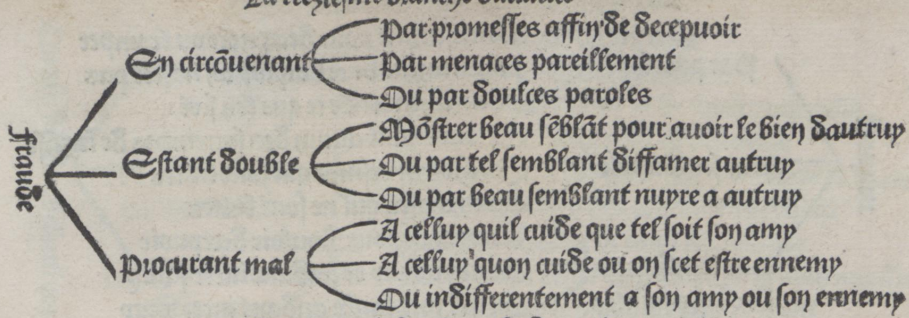 fraude
En circōuenant
Par promesses affin de decepuoir
Par menaces pareillement
Ou par doulces paroles
Estant double
Mōstrer beau sēblāt pour auoir le bien dautruy
Ou par tel semblant diffamer autruy
Ou par beau semblant nuyre a autruy
Procurant mal
A celluy quil cuide que tel soit son amy
A celluy quon cuide ou on scet estre ennemy
Ou indifferentement a son amy ou son ennemy